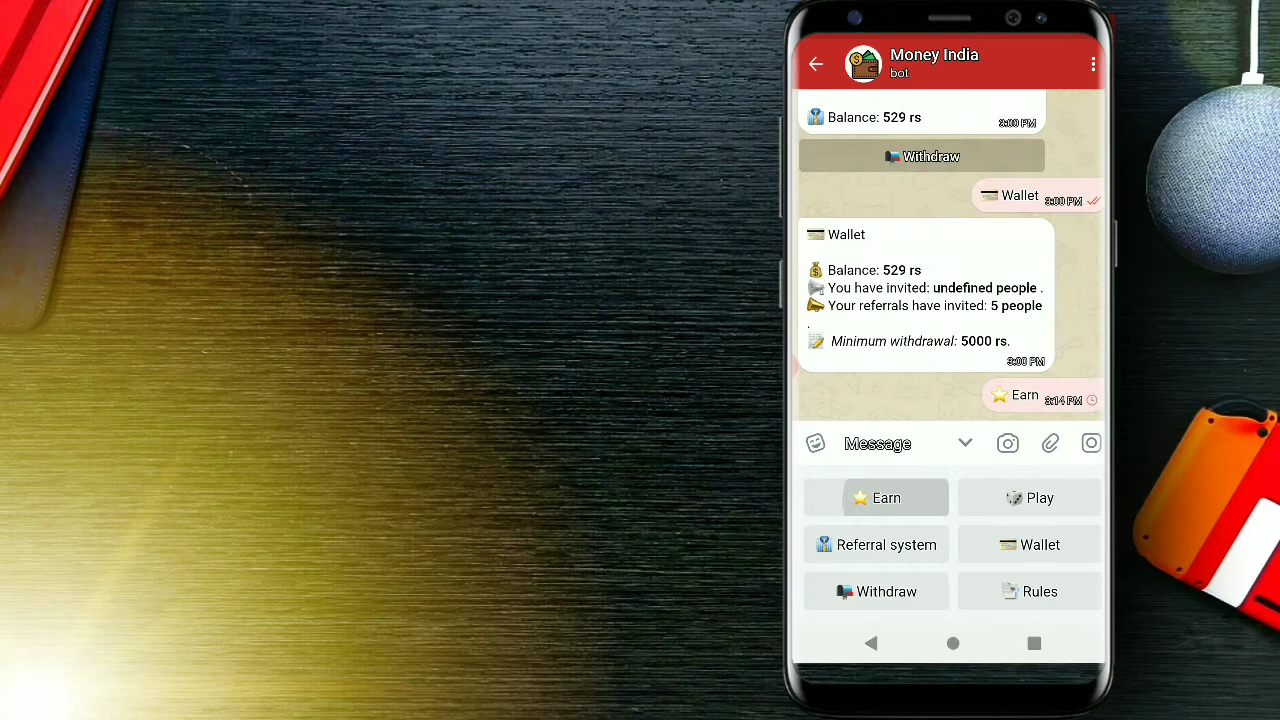 Money India
bot
Balance: 529 rs
3:00 PM
Withdraw
Wallet 3:00 PM
Wallet
Balance: 529 rs
You have invited: undefined people .
Your referrals have invited: 5 people
.
Minimum withdrawal: 5000 rs.
3:00 PM
Earn 3:14 PM
Message
Earn
Play
Referral system
Wallet
Withdraw
Rules